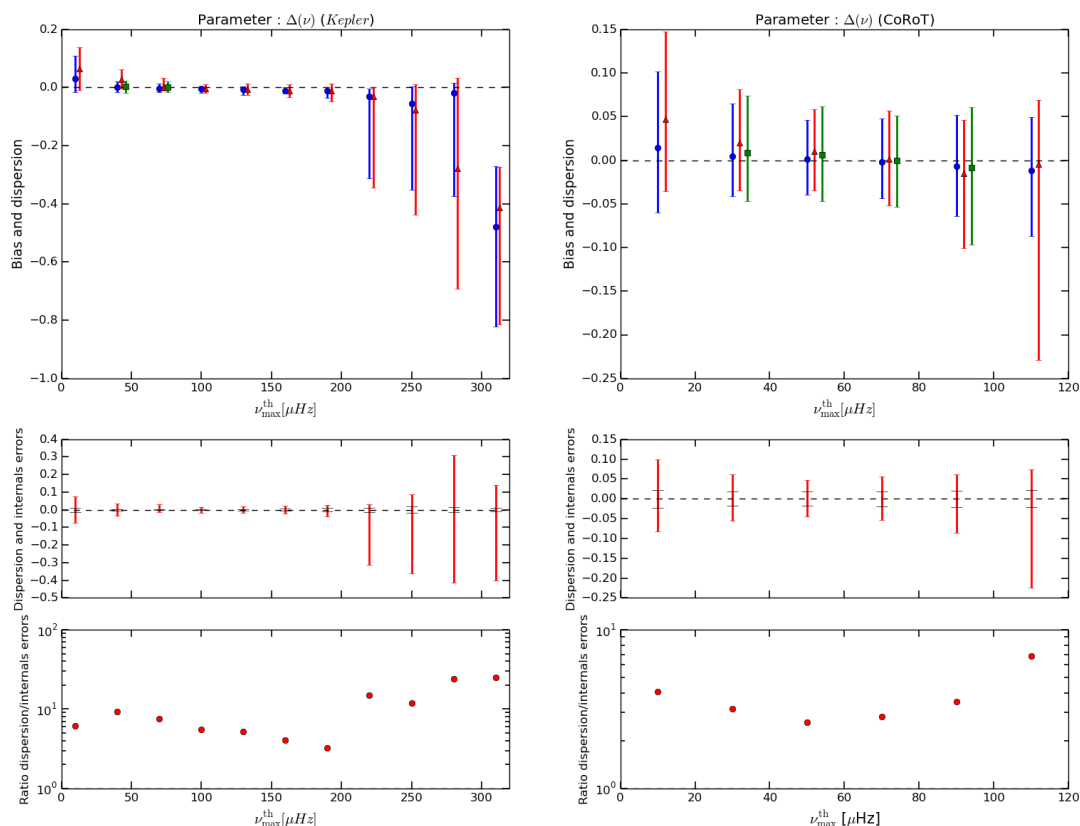 Parameter : Δ(ν) (Kepler)
Bias and dispersion
0.2
0.0
−0.2
−0.4
−0.6
−0.8
−1.0
0 50 100 150 200 250 300
ν_max^th [μHz]
Parameter : Δ(ν) (CoRoT)
Bias and dispersion
0.15
0.10
0.05
0.00
−0.05
−0.10
−0.15
−0.20
−0.25
0 20 40 60 80 100 120
ν_max^th [μHz]
Dispersion and internals errors
0.4
0.3
0.2
0.1
0.0
−0.1
−0.2
−0.3
−0.4
−0.5
Dispersion and internals errors
0.15
0.10
0.05
0.00
−0.05
−0.10
−0.15
−0.20
−0.25
Ratio dispersion/internals errors
10^2
10^1
10^0
0 50 100 150 200 250 300
ν_max^th [μHz]
Ratio dispersion/internals errors
10^1
10^0
0 20 40 60 80 100 120
ν_max^th [μHz]